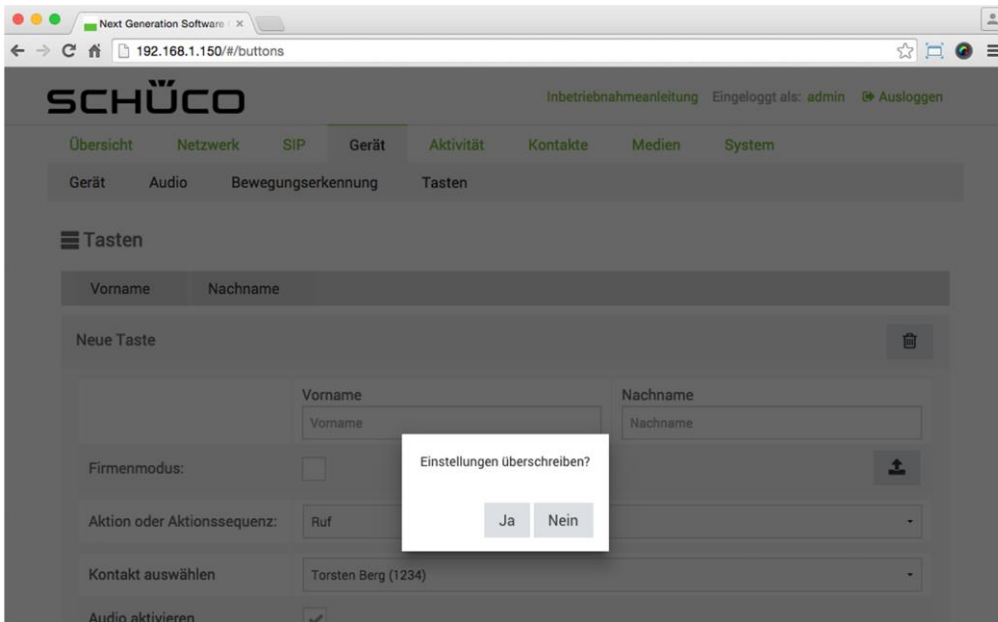 Next Generation Software
192.168.1.150/#/buttons
SCHÜCO
Inbetriebnahmeanleitung Eingeloggt als: admin Ausloggen
Übersicht Netzwerk SIP Gerät Aktivität Kontakte Medien System
Gerät Audio Bewegungserkennung Tasten
Tasten
Vorname Nachname
Neue Taste
Vorname Nachname
Vorname Nachname
Einstellungen überschreiben?
Firmenmodus:
Ja Nein
Aktion oder Aktionssequenz: Ruf
Kontakt auswählen Torsten Berg (1234)
Audio aktivieren